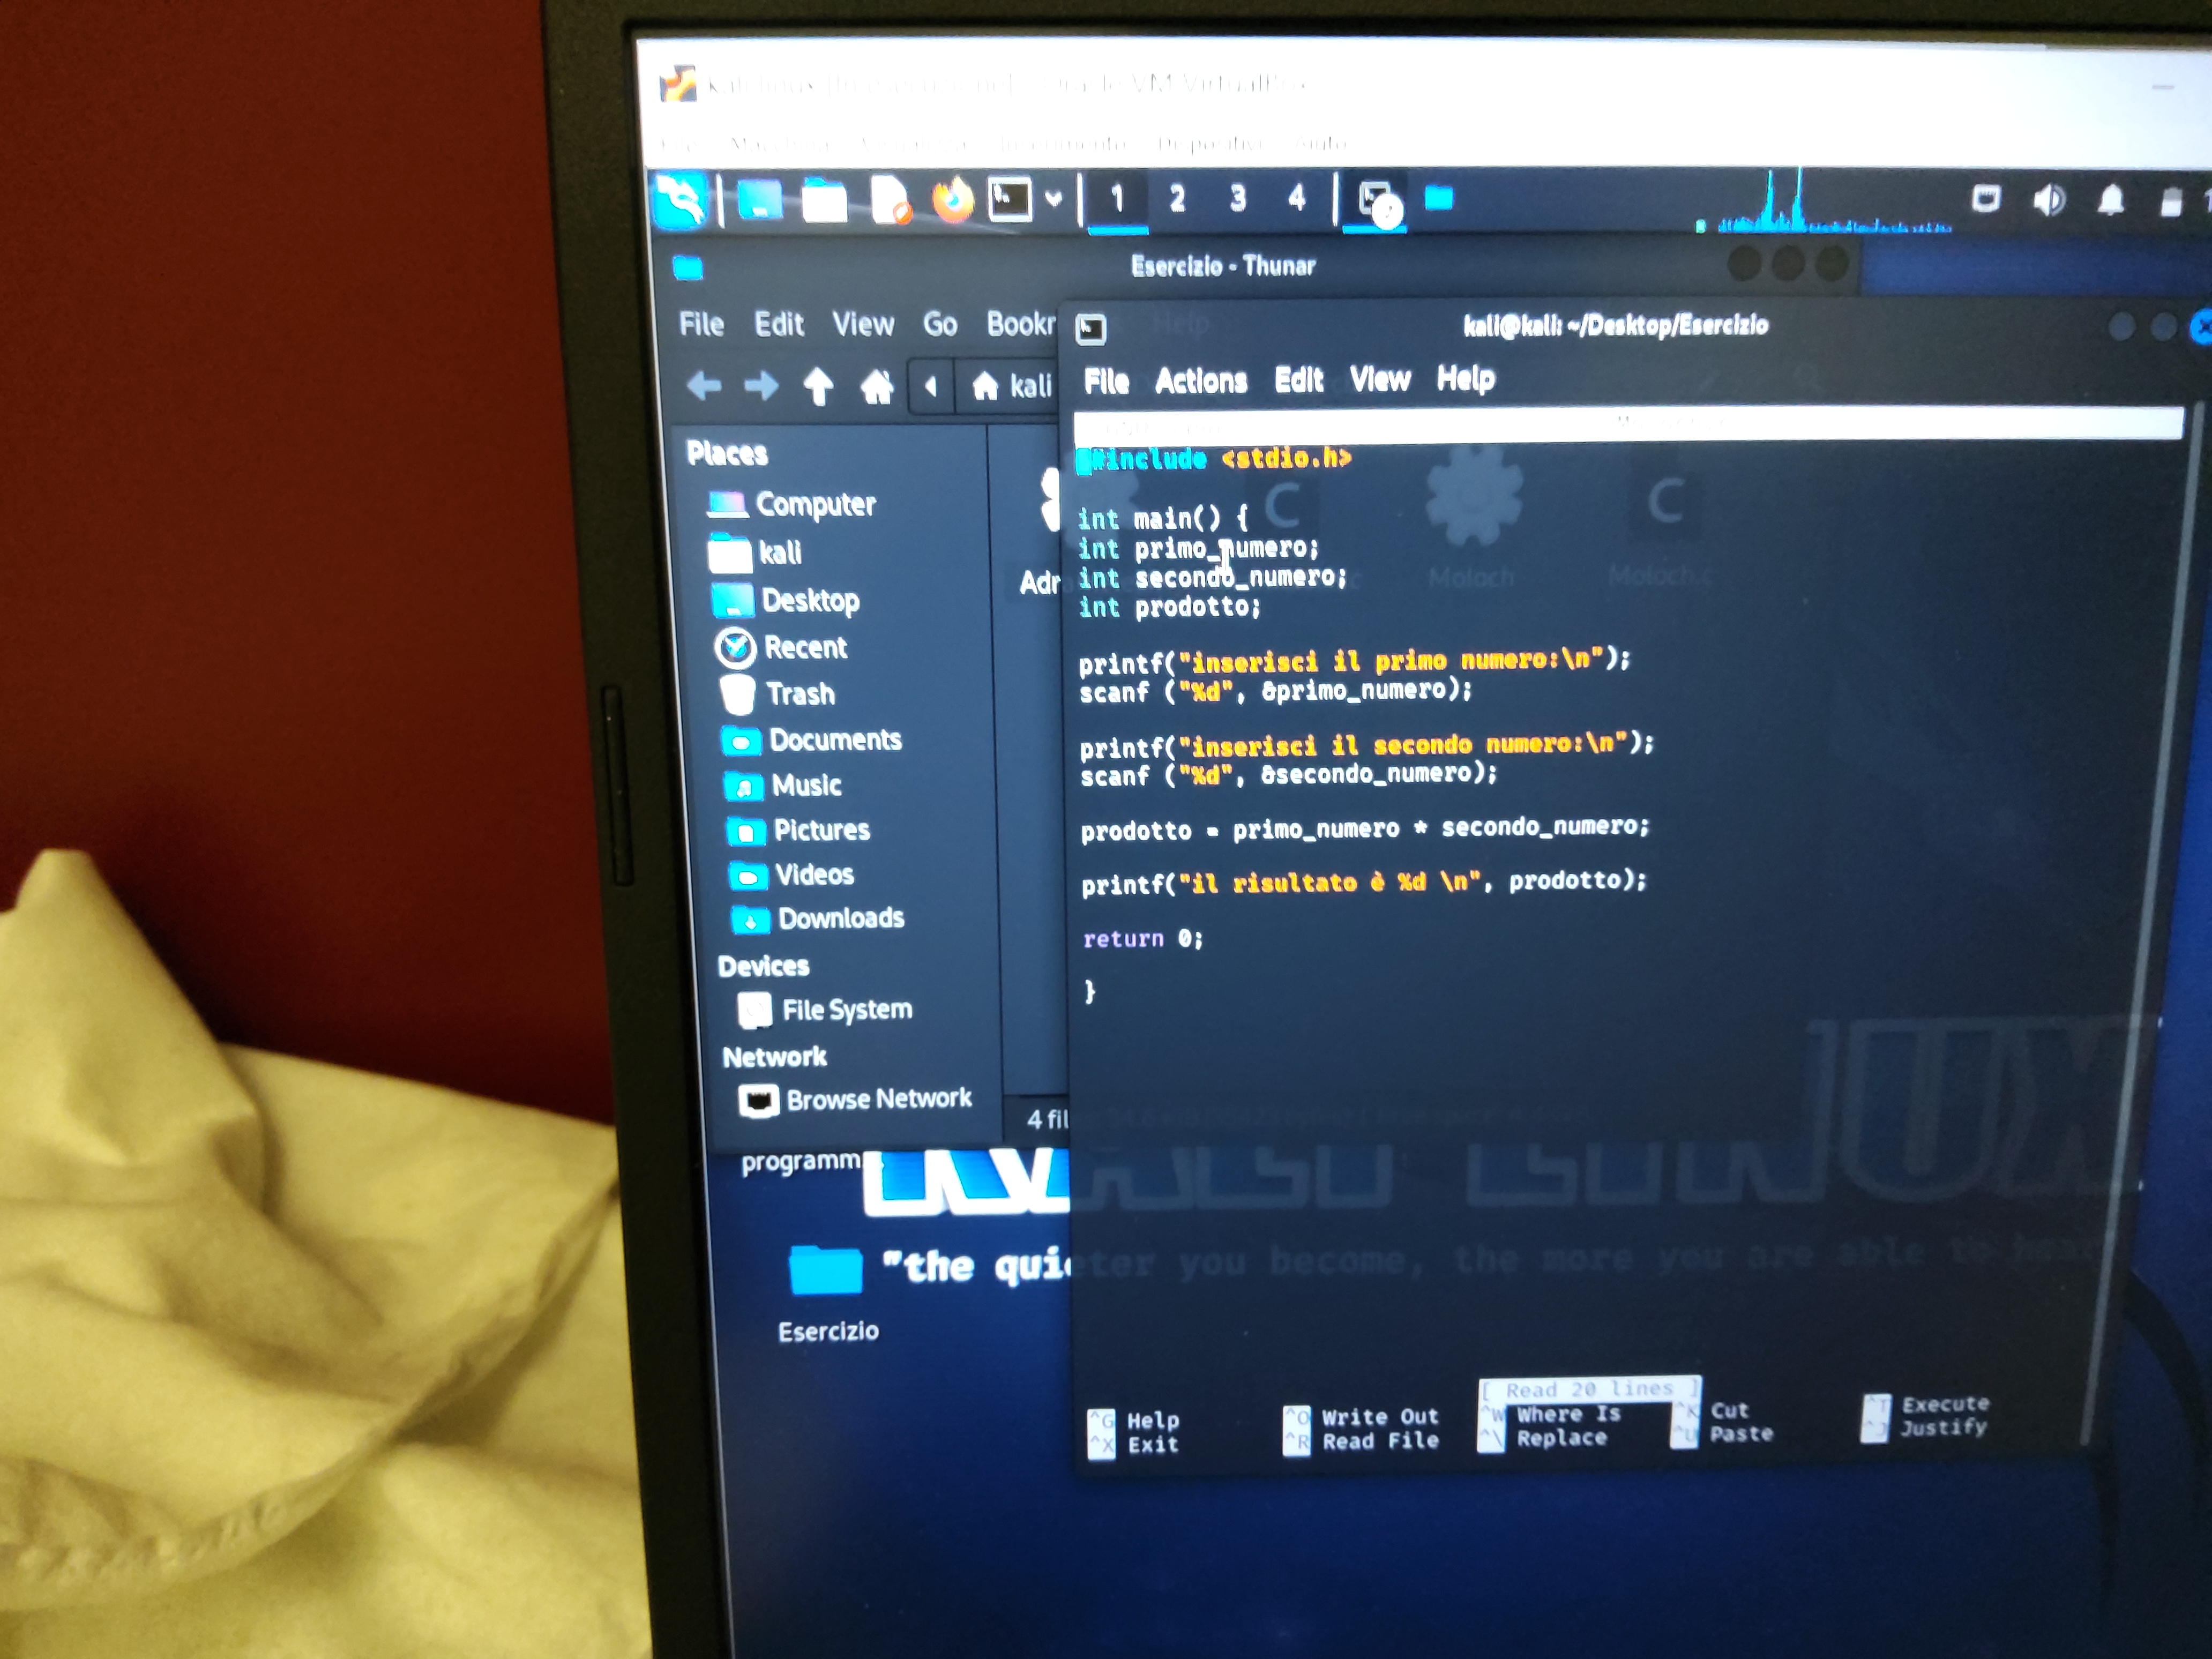 1 2 3 4
Esercizio - Thunar
File Edit View Go Bookr
kali
Places
Computer
kali
Desktop
Recent
Trash
Documents
Music
Pictures
Videos
Downloads
Devices
File System
Network
Browse Network
Adr
4 fil
kali@kali: ~/Desktop/Esercizio
File Actions Edit View Help
#include <stdio.h>
int main() {
int primo_numero;
int secondo_numero;
int prodotto;
printf("inserisci il primo numero:\n");
scanf ("%d", &primo_numero);
printf("inserisci il secondo numero:\n");
scanf ("%d", &secondo_numero);
prodotto = primo_numero * secondo_numero;
printf("il risultato è %d \n", prodotto);
return 0;
}
C C
Moloch Moloch.c
[ Read 20 lines ]
^G Help ^O Write Out ^W Where Is ^K Cut ^T Execute
^X Exit ^R Read File ^\ Replace ^U Paste ^J Justify
programm
"the quieter you become, the more you are able to hear
Esercizio